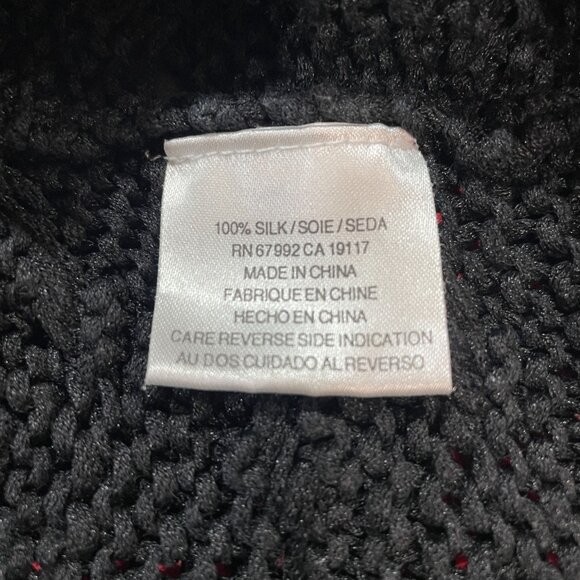 100% SILK/SOIE/SEDA
RN 67992 CA 19117
MADE IN CHINA
FABRIQUE EN CHINE
HECHO EN CHINA
CARE REVERSE SIDE INDICATION
AU DOS CUIDADO AL REVERSO